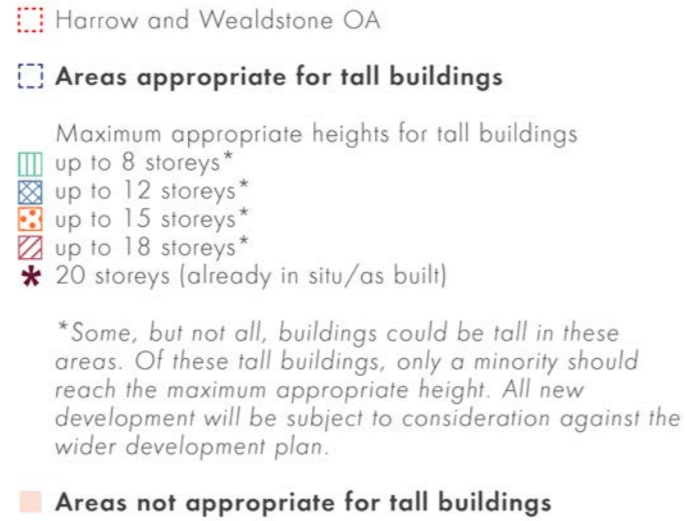 Harrow and Wealdstone OA
Areas appropriate for tall buildings
Maximum appropriate heights for tall buildings
up to 8 storeys*
up to 12 storeys*
up to 15 storeys*
up to 18 storeys*
20 storeys (already in situ/as built)
*Some, but not all, buildings could be tall in these
areas. Of these tall buildings, only a minority should
reach the maximum appropriate height. All new
development will be subject to consideration against the
wider development plan.
Areas not appropriate for tall buildings